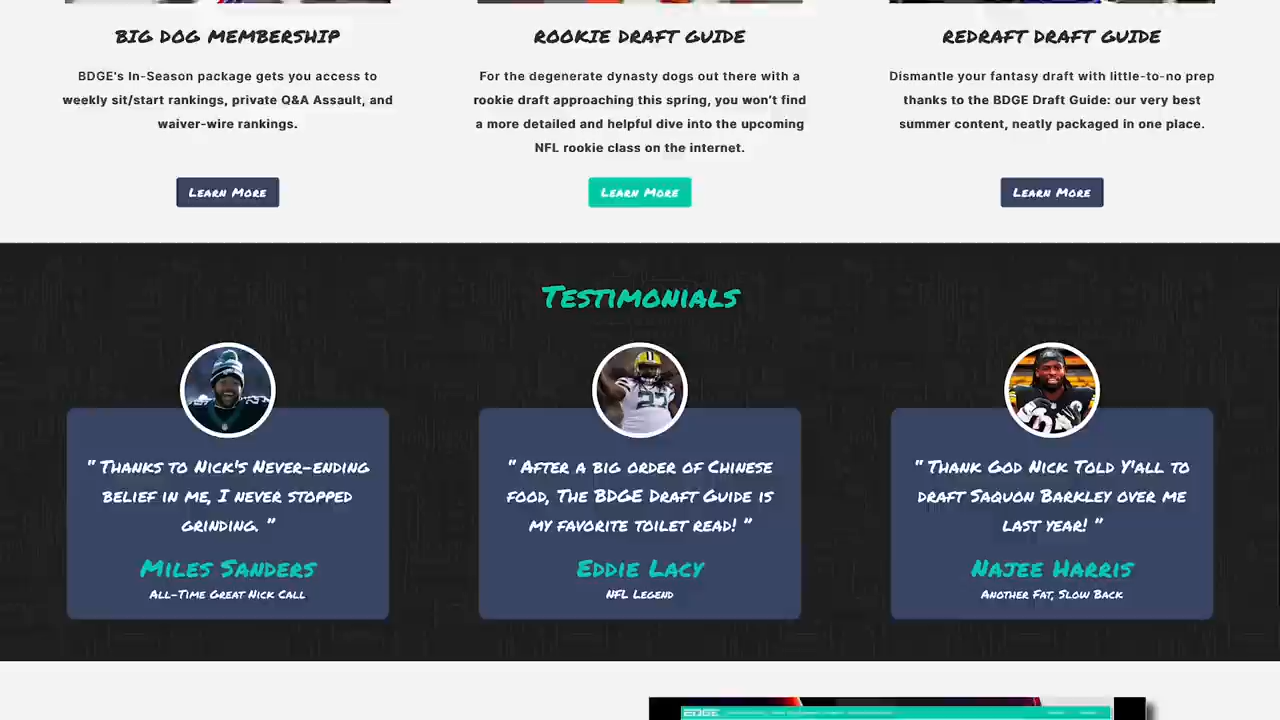 BIG DOG MEMBERSHIP
BDGE's In-Season package gets you access to
weekly sit/start rankings, private Q&A Assault, and
waiver-wire rankings.
Learn More
ROOKIE DRAFT GUIDE
For the degenerate dynasty dogs out there with a
rookie draft approaching this spring, you won't find
a more detailed and helpful dive into the upcoming
NFL rookie class on the internet.
Learn More
REDRAFT DRAFT GUIDE
Dismantle your fantasy draft with little-to-no prep
thanks to the BDGE Draft Guide: our very best
summer content, neatly packaged in one place.
Learn More
Testimonials
" Thanks to Nick's Never-ending
belief in me, I never stopped
grinding. "
Miles Sanders
All-Time Great Nick Call
" After a big order of Chinese
food, The BDGE Draft Guide is
my favorite toilet read! "
Eddie Lacy
NFL Legend
" Thank God Nick Told Y'all to
draft Saquon Barkley over me
last year! "
Najee Harris
Another Fat, Slow Back
BDGE